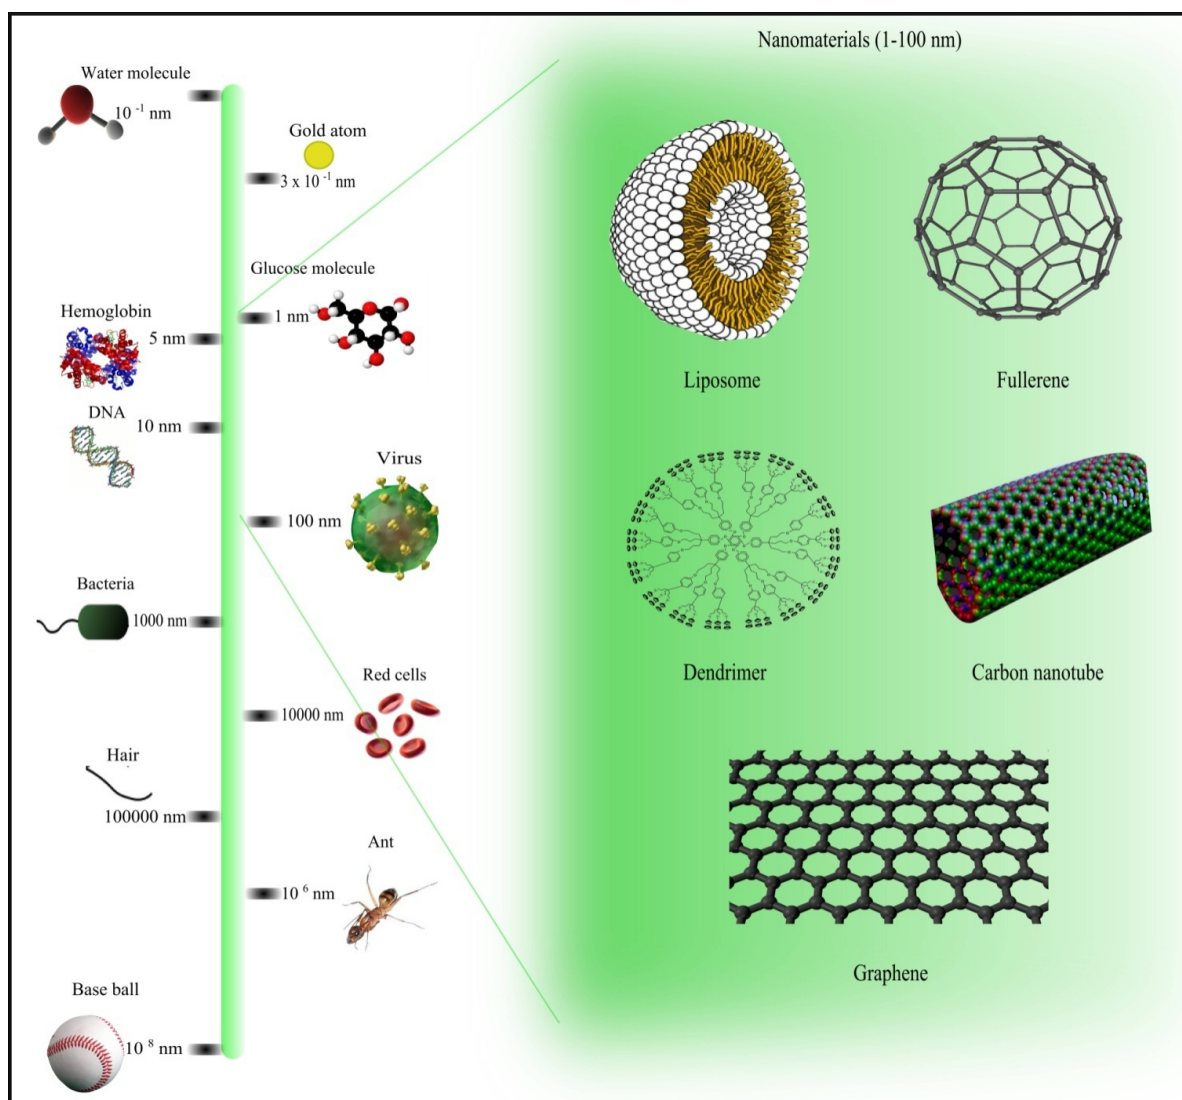 Nanomaterials (1-100 nm)
Water molecule
10 ⁻¹ nm
Gold atom
3 x 10 ⁻¹ nm
Glucose molecule
1 nm
Hemoglobin
5 nm
DNA
10 nm
Virus
100 nm
Bacteria
1000 nm
Red cells
10000 nm
Hair
100000 nm
Ant
10 ⁶ nm
Base ball
10 ⁸ nm
Liposome
Fullerene
Dendrimer
Carbon nanotube
Graphene